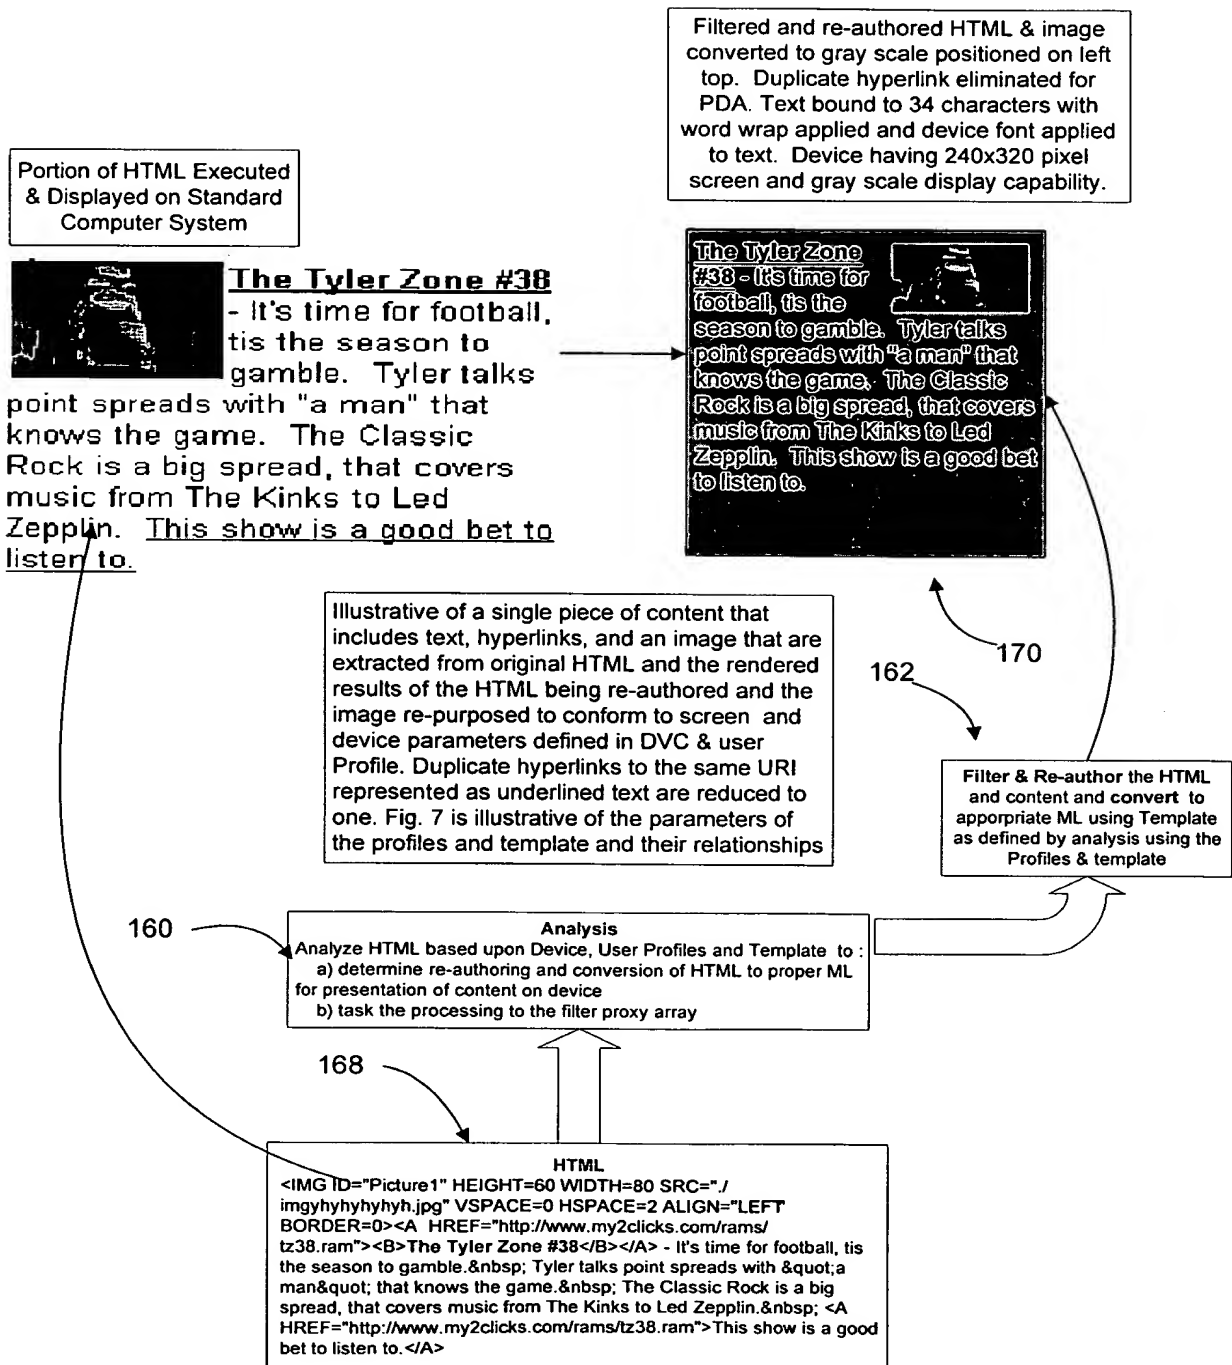 Filtered and re-authored HTML & image
converted to gray scale positioned on left
top. Duplicate hyperlink eliminated for
PDA. Text bound to 34 characters with
word wrap applied and device font applied
to text. Device having 240x320 pixel
screen and gray scale display capability.
Portion of HTML Executed
& Displayed on Standard
Computer System
The Tyler Zone #38
- It's time for football,
tis the season to
gamble. Tyler talks
point spreads with "a man" that
knows the game. The Classic
Rock is a big spread, that covers
music from The Kinks to Led
Zepplin. This show is a good bet to
listen to.
The Tyler Zone
#38 - It's time for
football, tis the
season to gamble. Tyler talks
point spreads with "a man" that
knows the game. The Classic
Rock is a big spread, that covers
music from The Kinks to Led
Zepplin. This show is a good bet
to listen to.
170
162
Illustrative of a single piece of content that
includes text, hyperlinks, and an image that are
extracted from original HTML and the rendered
results of the HTML being re-authored and the
image re-purposed to conform to screen and
device parameters defined in DVC & user
Profile. Duplicate hyperlinks to the same URI
represented as underlined text are reduced to
one. Fig. 7 is illustrative of the parameters of
the profiles and template and their relationships
Filter & Re-author the HTML
and content and convert to
apporpriate ML using Template
as defined by analysis using the
Profiles & template
160
Analysis
Analyze HTML based upon Device, User Profiles and Template to :
a) determine re-authoring and conversion of HTML to proper ML
for presentation of content on device
b) task the processing to the filter proxy array
168
HTML
<IMG ID="Picture1" HEIGHT=60 WIDTH=80 SRC="./
imgyhyhyhyhyh.jpg" VSPACE=0 HSPACE=2 ALIGN="LEFT"
BORDER=0><A HREF="http://www.my2clicks.com/rams/
tz38.ram"><B>The Tyler Zone #38</B></A> - It's time for football, tis
the season to gamble.&nbsp; Tyler talks point spreads with &quot;a
man&quot; that knows the game.&nbsp; The Classic Rock is a big
spread, that covers music from The Kinks to Led Zepplin.&nbsp; <A
HREF="http://www.my2clicks.com/rams/tz38.ram">This show is a good
bet to listen to.</A>